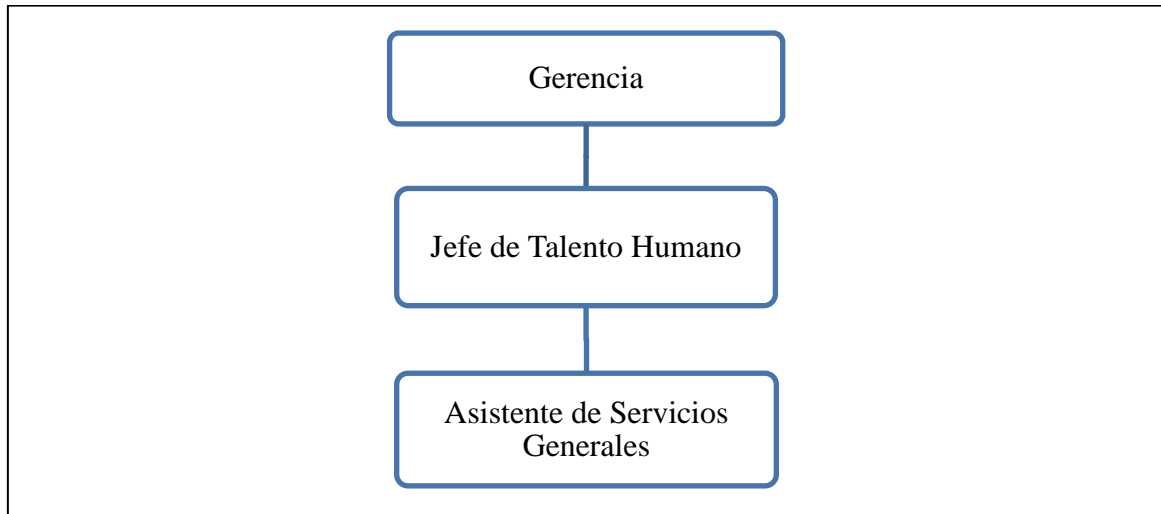 Gerencia
Jefe de Talento Humano
Asistente de Servicios
Generales